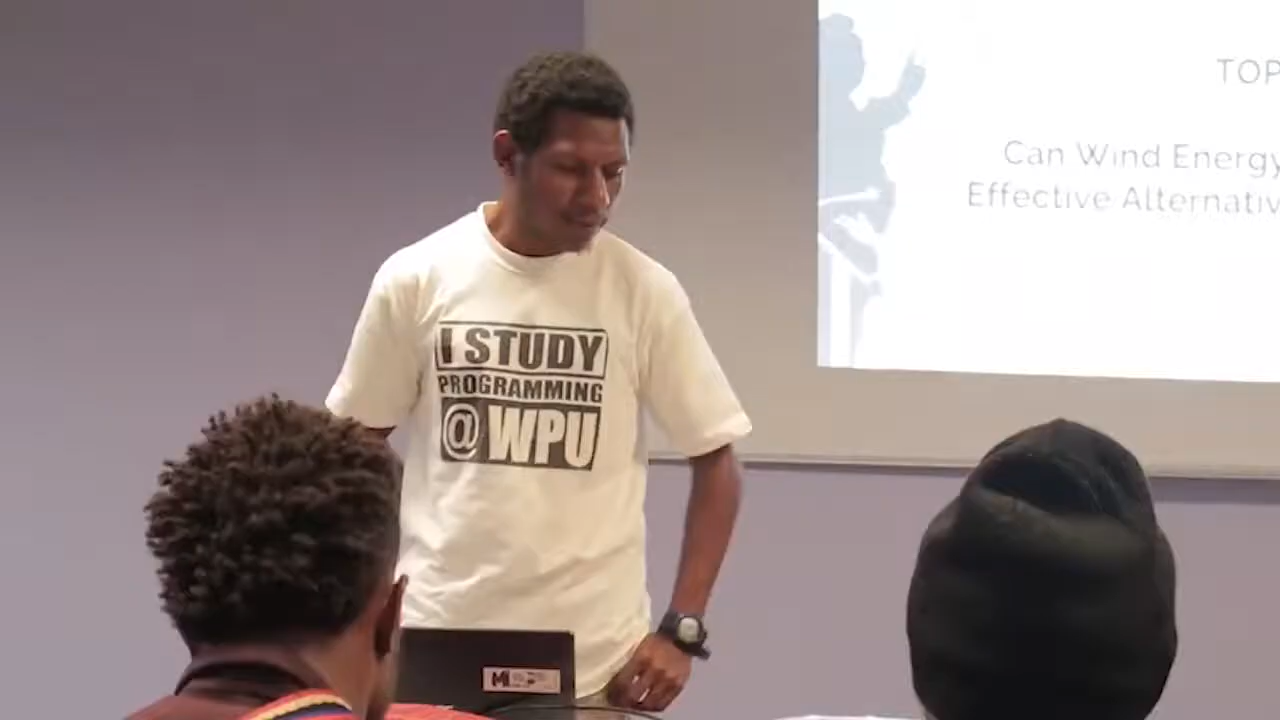 TOP
Can Wind Energy
Effective Alternativ
I STUDY
PROGRAMMING
@ WPU
M